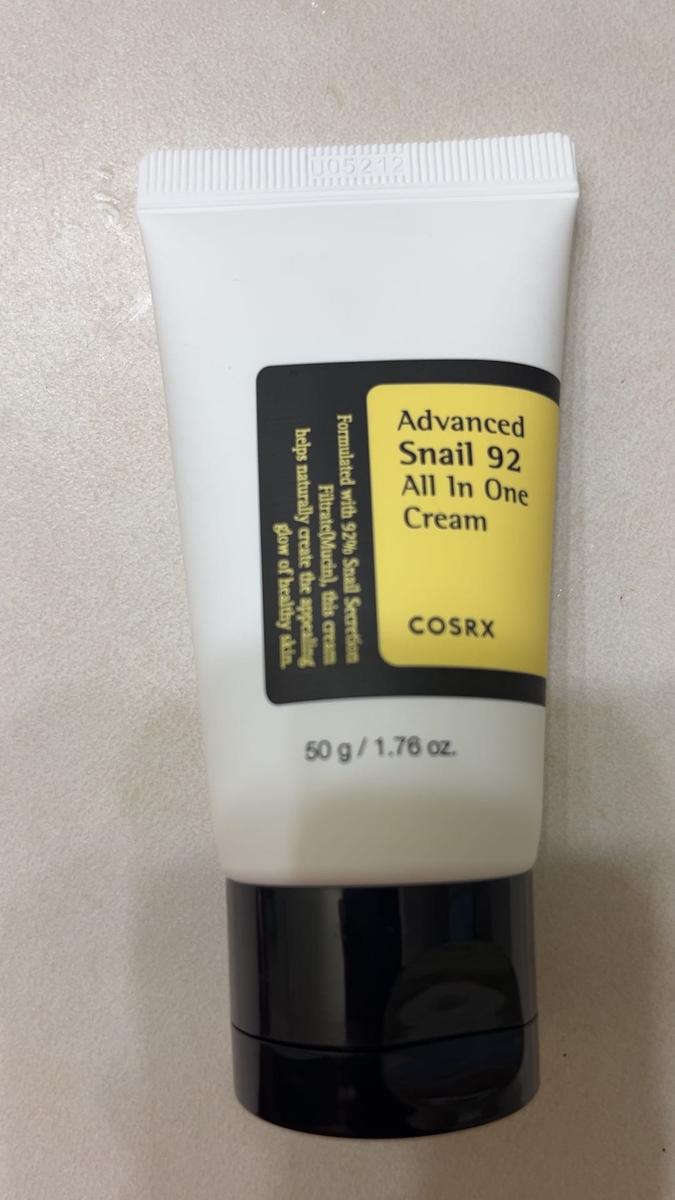 U05212
Advanced
Snail 92
All In One
Cream
COSRX
Formulated with 92% Snail Secretion
Filtrate(Mucin), this cream
helps naturally create the appealing
glow of healthy skin.
50 g / 1.76 oz.